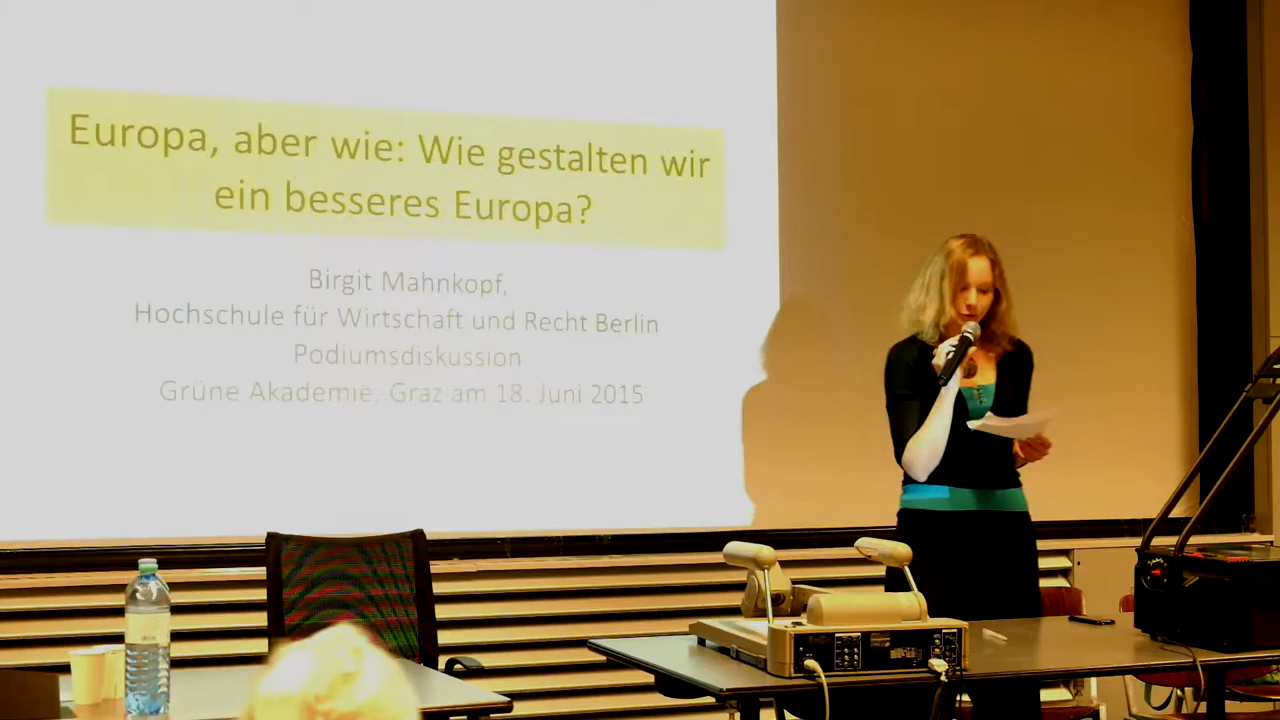 Europa, aber wie: Wie gestalten wir
ein besseres Europa?
Birgit Mahnkopf,
Hochschule für Wirtschaft und Recht Berlin
Podiumsdiskussion
Grüne Akademie, Graz am 18. Juni 2015